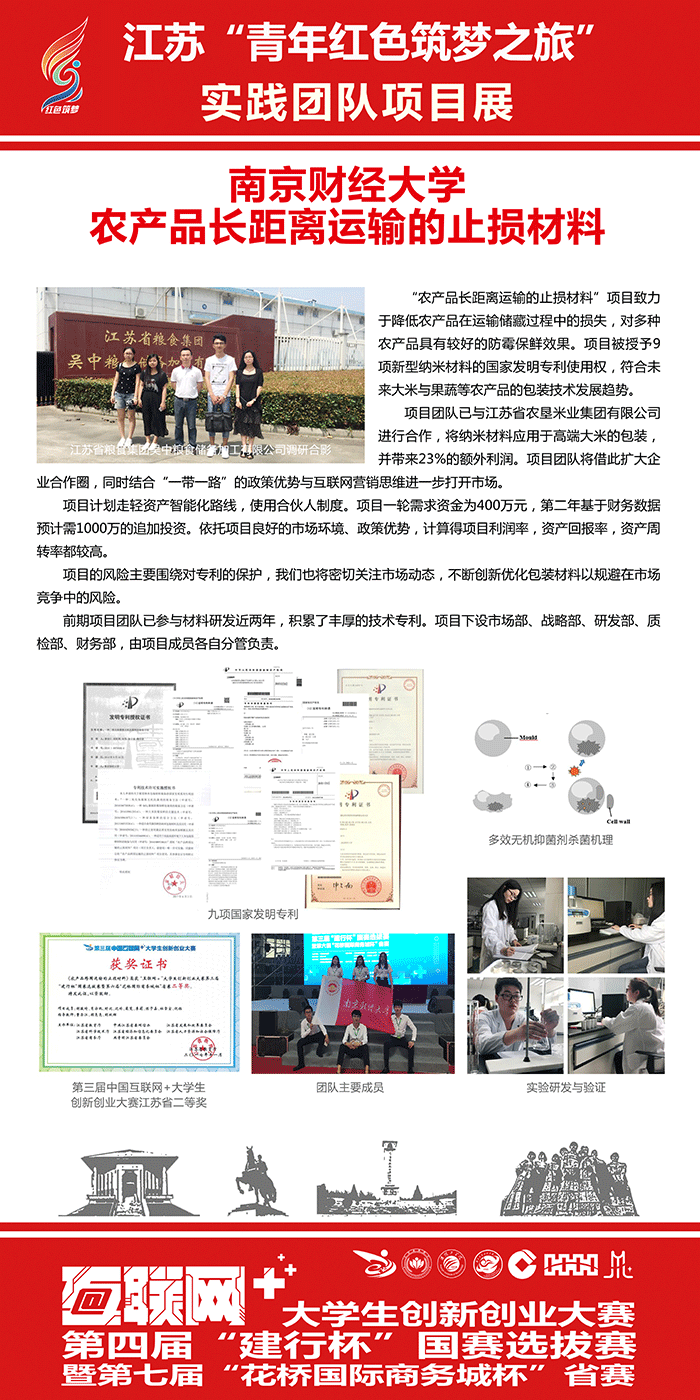 江苏“青年红色筑梦之旅”
红色筑梦
实践团队项目展
南京财经大学
农产品长距离运输的止损材料
江苏省粮食集团
吴中粮
储备加
有
江苏省粮食集团吴中粮食储备加工有限公司调研合影
“农产品长距离运输的止损材料”项目致力
于降低农产品在运输储藏过程中的损失，对多种
农产品具有较好的防霉保鲜效果。项目被授予9
项新型纳米材料的国家发明专利使用权，符合未
来大米与果蔬等农产品的包装技术发展趋势。
项目团队已与江苏省农垦米业集团有限公司
进行合作，将纳米材料应用于高端大米的包装，
并带来23%的额外利润。项目团队将借此扩大企
业合作圈，同时结合“一带一路”的政策优势与互联网营销思维进一步打开市场。
项目计划走轻资产智能化路线，使用合伙人制度。项目一轮需求资金为400万元，第二年基于财务数据
预计需1000万的追加投资。依托项目良好的市场环境、政策优势，计算得项目利润率，资产回报率，资产周
转率都较高。
项目的风险主要围绕对专利的保护，我们也将密切关注市场动态，不断创新优化包装材料以规避在市场
竞争中的风险。
前期项目团队已参与材料研发近两年，积累了丰厚的技术专利。项目下设市场部、战略部、研发部、质
检部、财务部，由项目成员各自分管负责。
发明专利授权证书
专利技术许可实施授权书
九项国家发明专利
Mould
① → ②
④ ← ③
Cell wall
多效无机抑菌剂杀菌机理
第三届中国互联网+大学生创新创业大赛
获奖证书
第三届中国互联网+大学生
创新创业大赛江苏省二等奖
南京财经大学
团队主要成员
实验研发与验证
互联网+
大学生创新创业大赛
第四届“建行杯”国赛选拔赛
暨第七届“花桥国际商务城杯”省赛